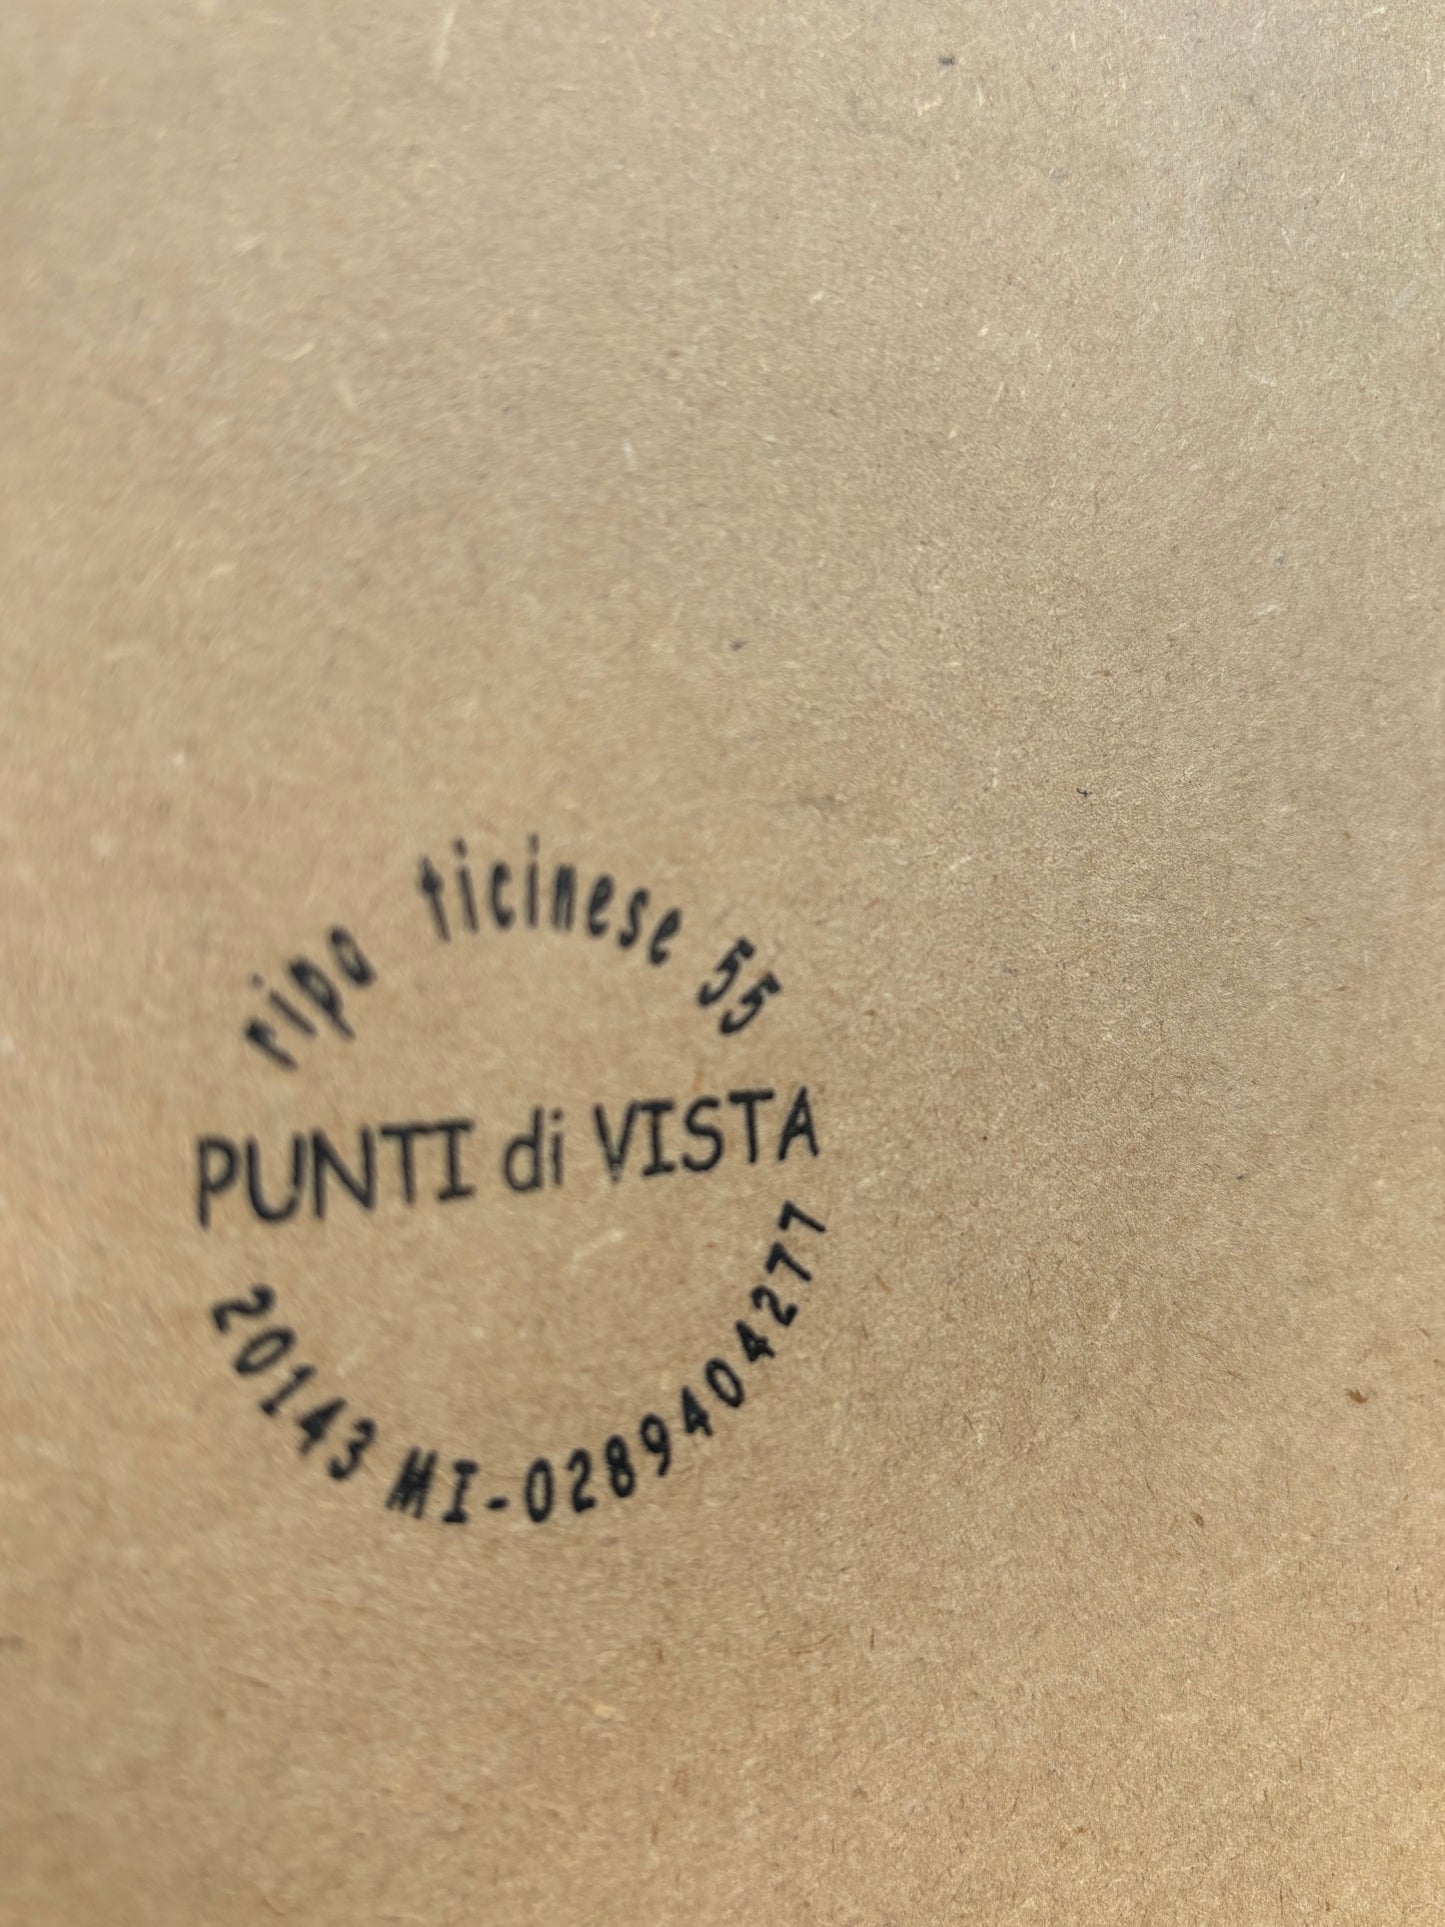 ripa ticinese 55
PUNTI di VISTA
20143 MI-0289404277